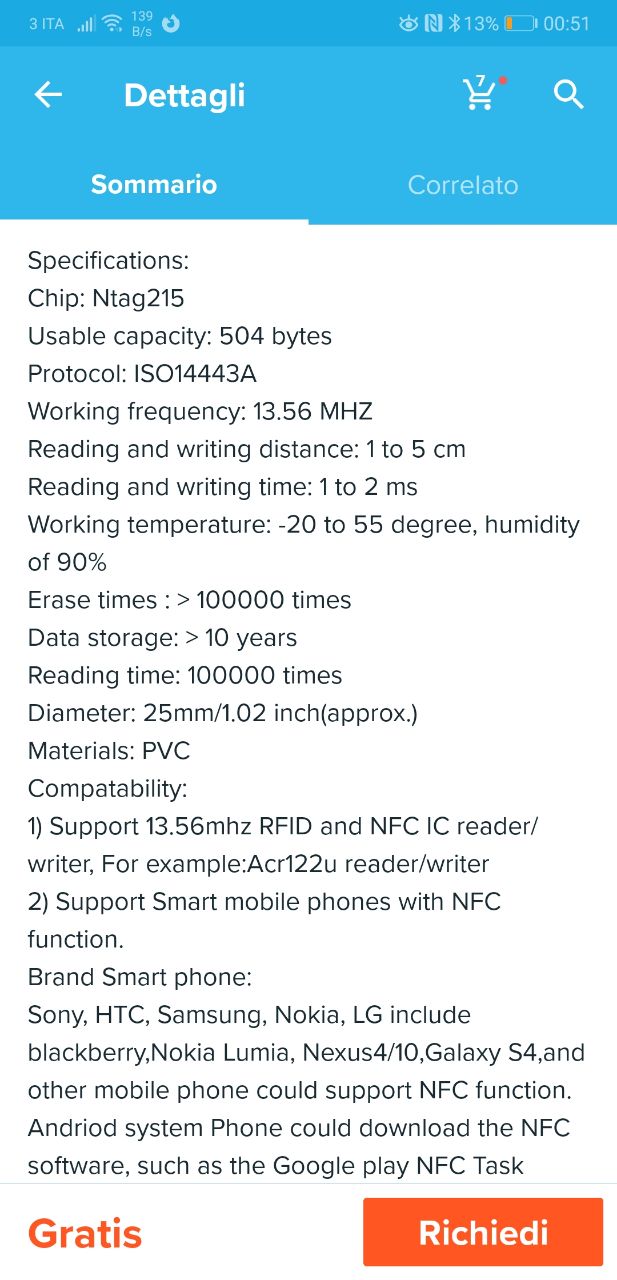 3 ITA 139 B/s 13% 00:51
Dettagli 7
Sommario Correlato
Specifications:
Chip: Ntag215
Usable capacity: 504 bytes
Protocol: ISO14443A
Working frequency: 13.56 MHZ
Reading and writing distance: 1 to 5 cm
Reading and writing time: 1 to 2 ms
Working temperature: -20 to 55 degree, humidity
of 90%
Erase times : > 100000 times
Data storage: > 10 years
Reading time: 100000 times
Diameter: 25mm/1.02 inch(approx.)
Materials: PVC
Compatability:
1) Support 13.56mhz RFID and NFC IC reader/
writer, For example:Acr122u reader/writer
2) Support Smart mobile phones with NFC
function.
Brand Smart phone:
Sony, HTC, Samsung, Nokia, LG include
blackberry,Nokia Lumia, Nexus4/10,Galaxy S4,and
other mobile phone could support NFC function.
Andriod system Phone could download the NFC
software, such as the Google play NFC Task
Gratis Richiedi